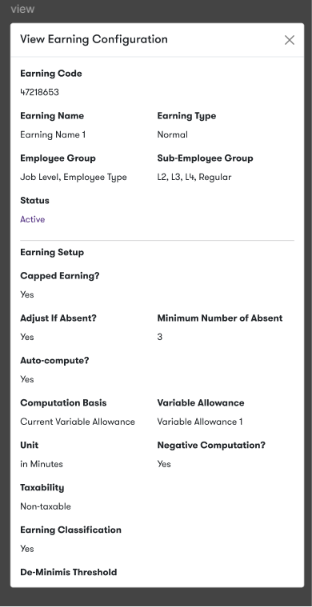 view
View Earning Configuration
Earning Code
47218653
Earning Name Earning Type
Earning Name 1 Normal
Employee Group Sub-Employee Group
Job Level, Employee Type L2, L3, L4, Regular
Status
Active
Earning Setup
Capped Earning?
Yes
Adjust If Absent? Minimum Number of Absent
Yes 3
Auto-compute?
Yes
Computation Basis Variable Allowance
Current Variable Allowance Variable Allowance 1
Unit Negative Computation?
in Minutes Yes
Taxability
Non-taxable
Earning Classification
Yes
De-Minimis Threshold